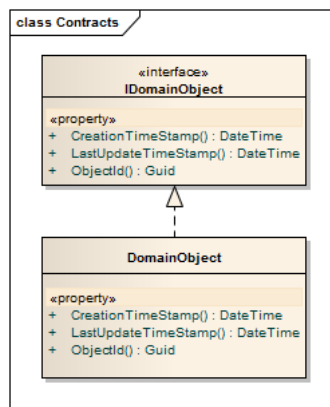 class Contracts
«interface»
IDomainObject
«property»
+ CreationTimeStamp() : DateTime
+ LastUpdateTimeStamp() : DateTime
+ ObjectId() : Guid
DomainObject
«property»
+ CreationTimeStamp() : DateTime
+ LastUpdateTimeStamp() : DateTime
+ ObjectId() : Guid